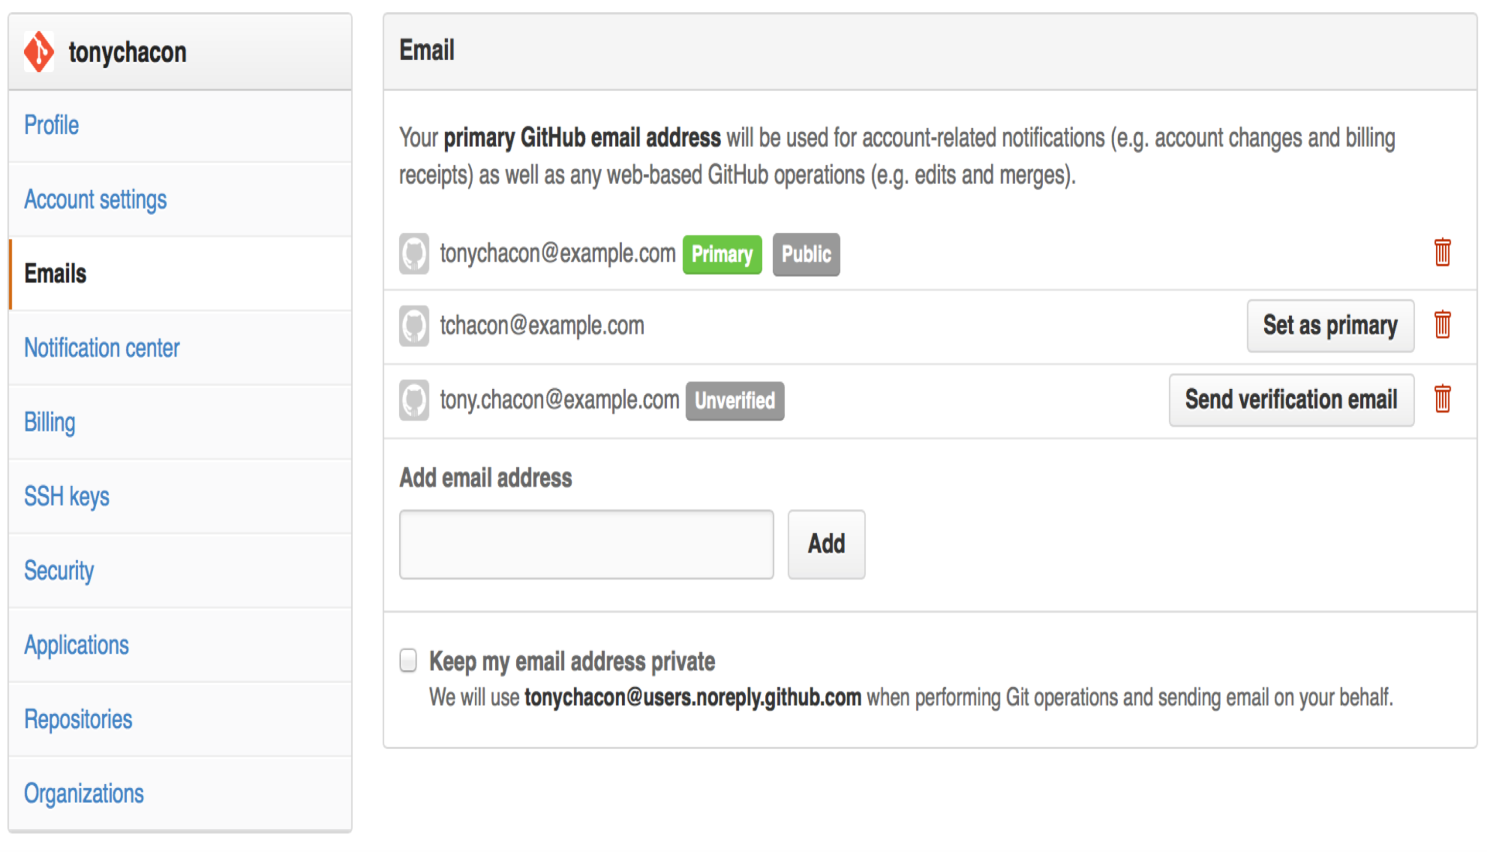 tonychacon
Profile
Account settings
Emails
Notification center
Billing
SSH keys
Security
Applications
Repositories
Organizations
Email
Your primary GitHub email address will be used for account-related notifications (e.g. account changes and billing
receipts) as well as any web-based GitHub operations (e.g. edits and merges).
tonychacon@example.com Primary Public
tchacon@example.com Set as primary
tony.chacon@example.com Unverified Send verification email
Add email address
Add
Keep my email address private
We will use tonychacon@users.noreply.github.com when performing Git operations and sending email on your behalf.